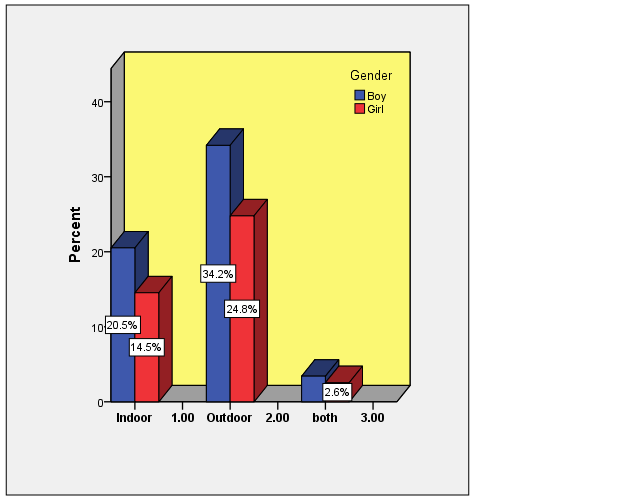 Gender
Boy
Girl
Percent
40
30
20
10
0
20.5%
14.5%
34.2%
24.8%
2.6%
Indoor 1.00 Outdoor 2.00 both 3.00